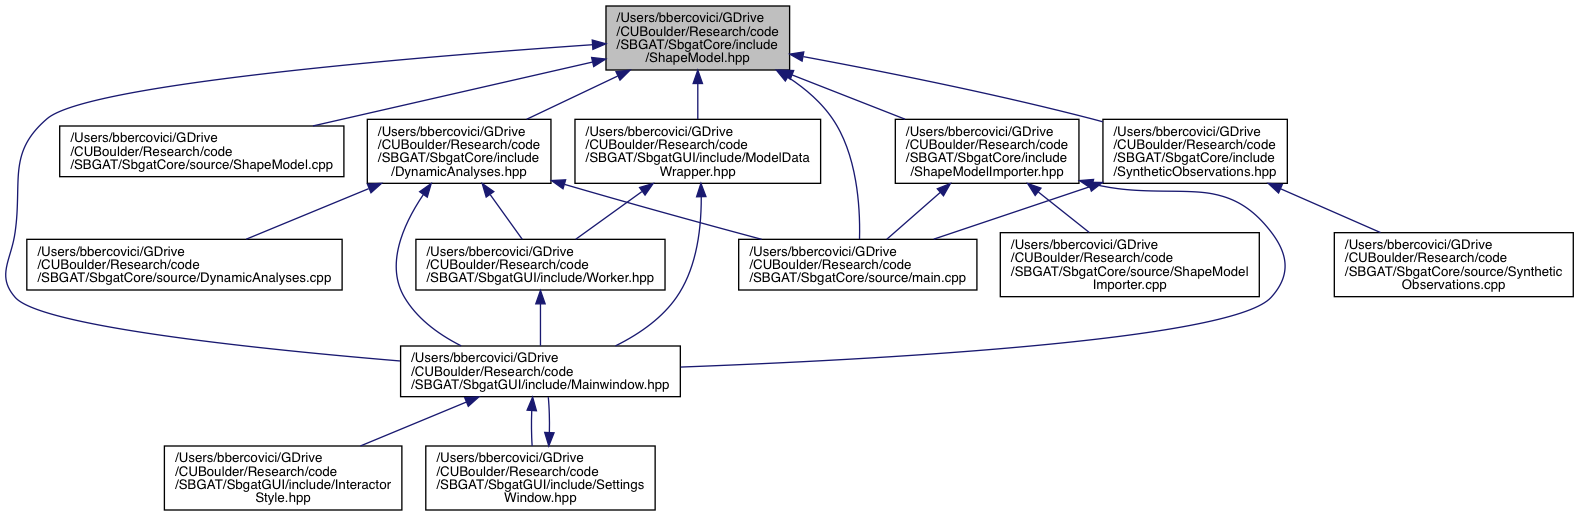 /Users/bbercovici/GDrive
/CUBoulder/Research/code
/SBGAT/SbgatCore/include
/ShapeModel.hpp
/Users/bbercovici/GDrive
/CUBoulder/Research/code
/SBGAT/SbgatCore/source/ShapeModel.cpp
/Users/bbercovici/GDrive
/CUBoulder/Research/code
/SBGAT/SbgatCore/include
/DynamicAnalyses.hpp
/Users/bbercovici/GDrive
/CUBoulder/Research/code
/SBGAT/SbgatGUI/include/ModelData
Wrapper.hpp
/Users/bbercovici/GDrive
/CUBoulder/Research/code
/SBGAT/SbgatCore/include
/ShapeModelImporter.hpp
/Users/bbercovici/GDrive
/CUBoulder/Research/code
/SBGAT/SbgatCore/include
/SyntheticObservations.hpp
/Users/bbercovici/GDrive
/CUBoulder/Research/code
/SBGAT/SbgatCore/source/DynamicAnalyses.cpp
/Users/bbercovici/GDrive
/CUBoulder/Research/code
/SBGAT/SbgatGUI/include/Worker.hpp
/Users/bbercovici/GDrive
/CUBoulder/Research/code
/SBGAT/SbgatCore/source/main.cpp
/Users/bbercovici/GDrive
/CUBoulder/Research/code
/SBGAT/SbgatCore/source/ShapeModel
Importer.cpp
/Users/bbercovici/GDrive
/CUBoulder/Research/code
/SBGAT/SbgatCore/source/Synthetic
Observations.cpp
/Users/bbercovici/GDrive
/CUBoulder/Research/code
/SBGAT/SbgatGUI/include/Mainwindow.hpp
/Users/bbercovici/GDrive
/CUBoulder/Research/code
/SBGAT/SbgatGUI/include/Interactor
Style.hpp
/Users/bbercovici/GDrive
/CUBoulder/Research/code
/SBGAT/SbgatGUI/include/Settings
Window.hpp